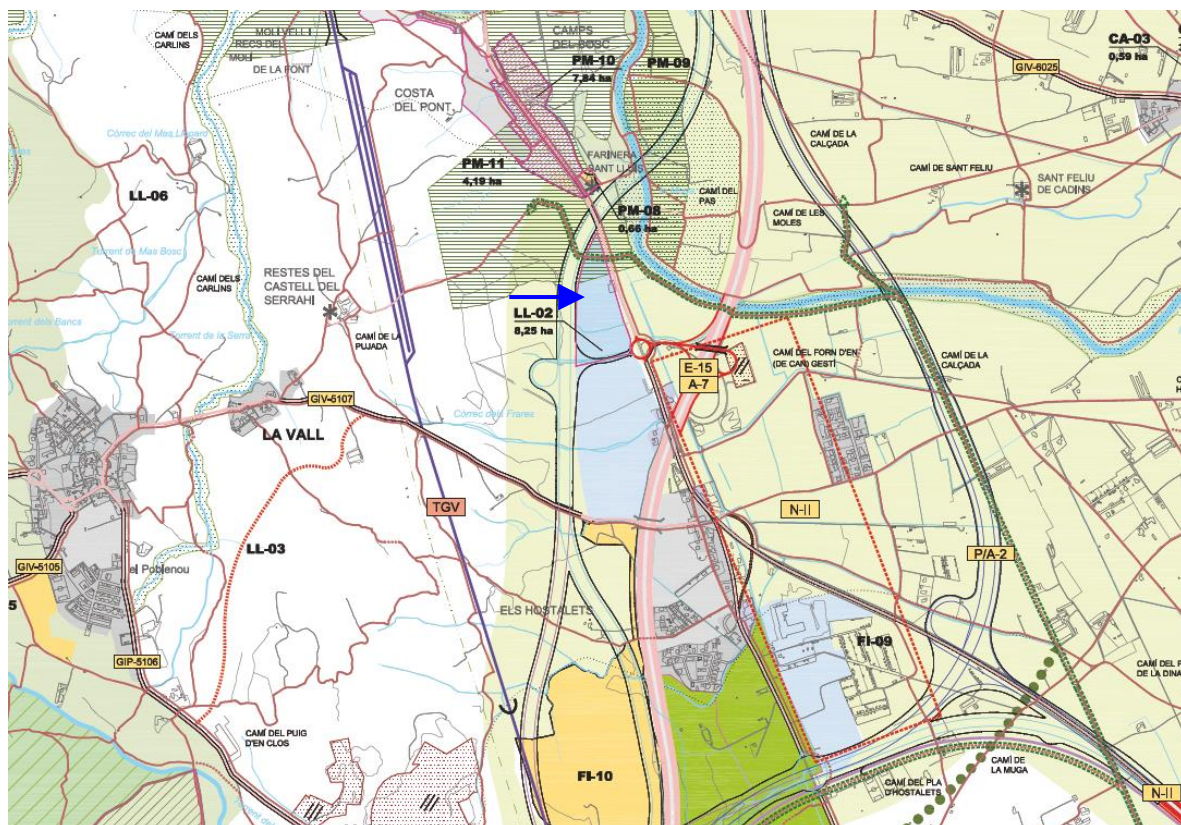 CAMÍ DELS
CARLINS
MOLI VELL I
RECS DEL
MOLI
DE LA PONT
CAMPS
DEL BOSC
PM-10
7,84 ha
PM-09
CA-03
0,59 ha
GIV-6025
COSTA
DEL PONT
Còrrec del Mas Llobaró
CAMÍ DE LA
CALÇADA
PM-11
4,19 ha
FARINERA
SANT LLUÍS
CAMÍ DE SANT FELIU
SANT FELIU
DE CADINS
LL-06
CAMÍ DEL
PAS
PM-08
0,66 ha
CAMÍ DE LES
MOLES
Torrent de Mas Bosc
CAMÍ DELS
CARLINS
RESTES DEL
CASTELL DEL
SERRAHI
LL-02
8,25 ha
Torrent dels Bancs
Torrent de la Serra
CAMÍ DE LA
PUJADA
E-15
A-7
CAMÍ DEL FORN D'EN
(DE CAN) GESTÍ
CAMÍ DE LA
CALÇADA
GIV-5107
LA VALL
Còrrec dels Frares
TGV
N-II
LL-03
P/A-2
GIV-5105
el Poblenou
5
ELS HOSTALETS
FI-09
GIP-5106
CAMÍ DEL P
DE LA DINA
CAMÍ DEL PUIG
D'EN CLOS
CAMÍ DE
LA MUGA
FI-10
CAMÍ DEL PLA
D'HOSTALETS
N-II